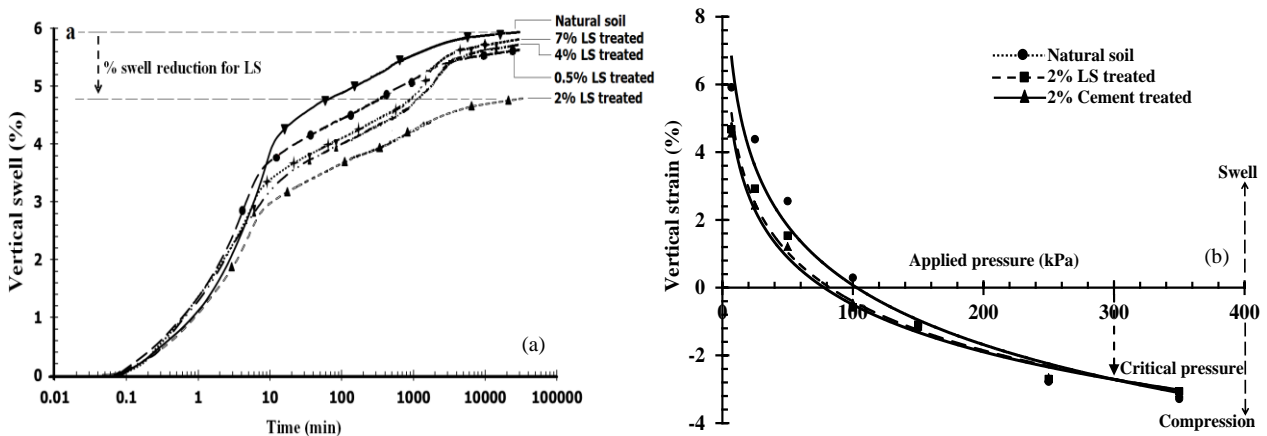 a
Natural soil
7% LS treated
4% LS treated
0.5% LS treated
2% LS treated
% swell reduction for LS
Vertical swell (%)
6
5
4
3
2
1
0
(a)
0.01 0.1 1 10 100 1000 10000 100000
Time (min)
Natural soil
2% LS treated
2% Cement treated
Vertical strain (%)
8
6
4
2
0
-2
-4
Swell
Applied pressure (kPa)
(b)
0 100 200 300 400
Critical pressure
Compression